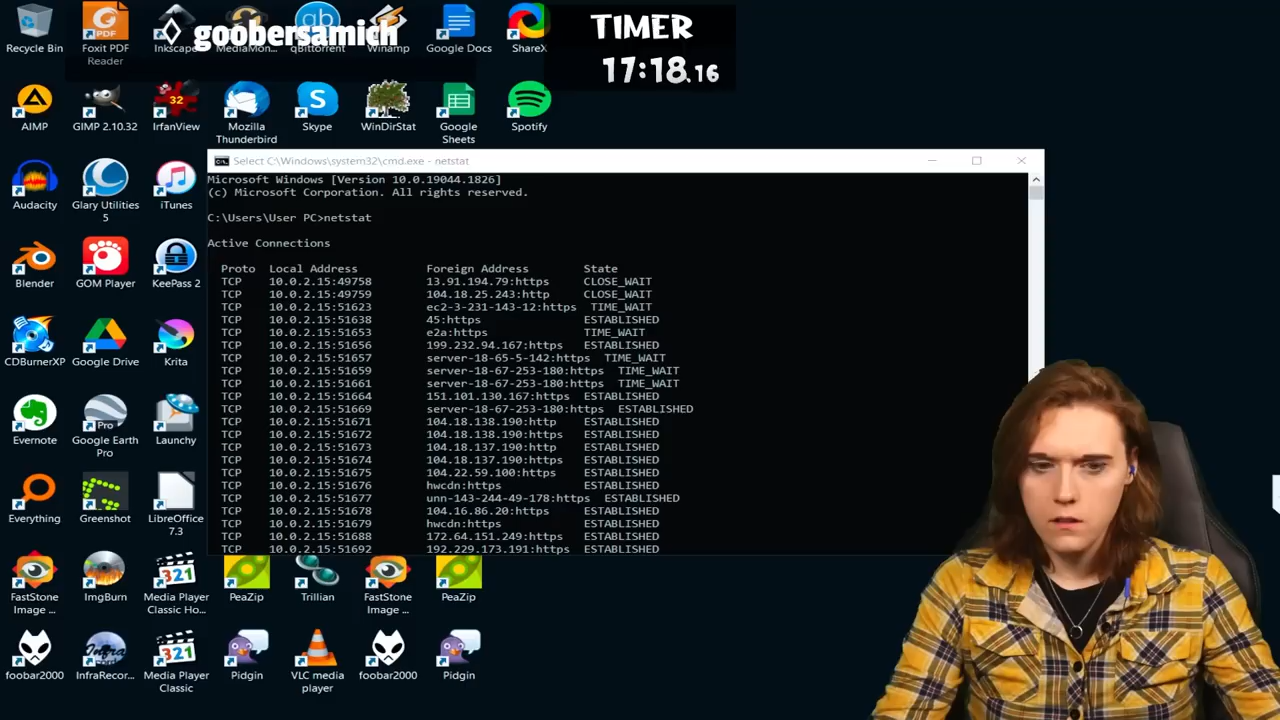 goobersamich
TIMER
17:18.16
Recycle Bin
Foxit PDF
Reader
Inkscape
MediaMon...
qBittorrent
Winamp
Google Docs
ShareX
AIMP
GIMP 2.10.32
32
IrfanView
Mozilla
Thunderbird
Skype
WinDirStat
Google
Sheets
Spotify
Audacity
Glary Utilities
5
iTunes
Blender
GOM Player
KeePass 2
CDBurnerXP
Google Drive
Krita
Evernote
Pro
Google Earth
Pro
Launchy
Everything
Greenshot
LibreOffice
7.3
Select C:\Windows\system32\cmd.exe - netstat
Microsoft Windows [Version 10.0.19044.1826]
(c) Microsoft Corporation. All rights reserved.
C:\Users\User PC>netstat
Active Connections
Proto Local Address Foreign Address State
TCP 10.0.2.15:49758 13.91.194.79:https CLOSE_WAIT
TCP 10.0.2.15:49759 104.18.25.243:http CLOSE_WAIT
TCP 10.0.2.15:51623 ec2-3-231-143-12:https TIME_WAIT
TCP 10.0.2.15:51638 45:https ESTABLISHED
TCP 10.0.2.15:51653 e2a:https TIME_WAIT
TCP 10.0.2.15:51656 199.232.94.167:https ESTABLISHED
TCP 10.0.2.15:51657 server-18-65-5-142:https TIME_WAIT
TCP 10.0.2.15:51659 server-18-67-253-180:https TIME_WAIT
TCP 10.0.2.15:51661 server-18-67-253-180:https TIME_WAIT
TCP 10.0.2.15:51664 151.101.130.167:https ESTABLISHED
TCP 10.0.2.15:51669 server-18-67-253-180:https ESTABLISHED
TCP 10.0.2.15:51671 104.18.138.190:http ESTABLISHED
TCP 10.0.2.15:51672 104.18.138.190:https ESTABLISHED
TCP 10.0.2.15:51673 104.18.137.190:http ESTABLISHED
TCP 10.0.2.15:51674 104.18.137.190:https ESTABLISHED
TCP 10.0.2.15:51675 104.22.59.100:https ESTABLISHED
TCP 10.0.2.15:51676 hwcdn:https ESTABLISHED
TCP 10.0.2.15:51677 unn-143-244-49-178:https ESTABLISHED
TCP 10.0.2.15:51678 104.16.86.20:https ESTABLISHED
TCP 10.0.2.15:51679 hwcdn:https ESTABLISHED
TCP 10.0.2.15:51688 172.64.151.249:https ESTABLISHED
TCP 10.0.2.15:51692 192.229.173.191:https ESTABLISHED
FastStone
Image ...
ImgBurn
321
Media Player
Classic Ho...
PeaZip
Trillian
FastStone
Image ...
PeaZip
foobar2000
InfraRecor...
321
Media Player
Classic
Pidgin
VLC media
player
foobar2000
Pidgin